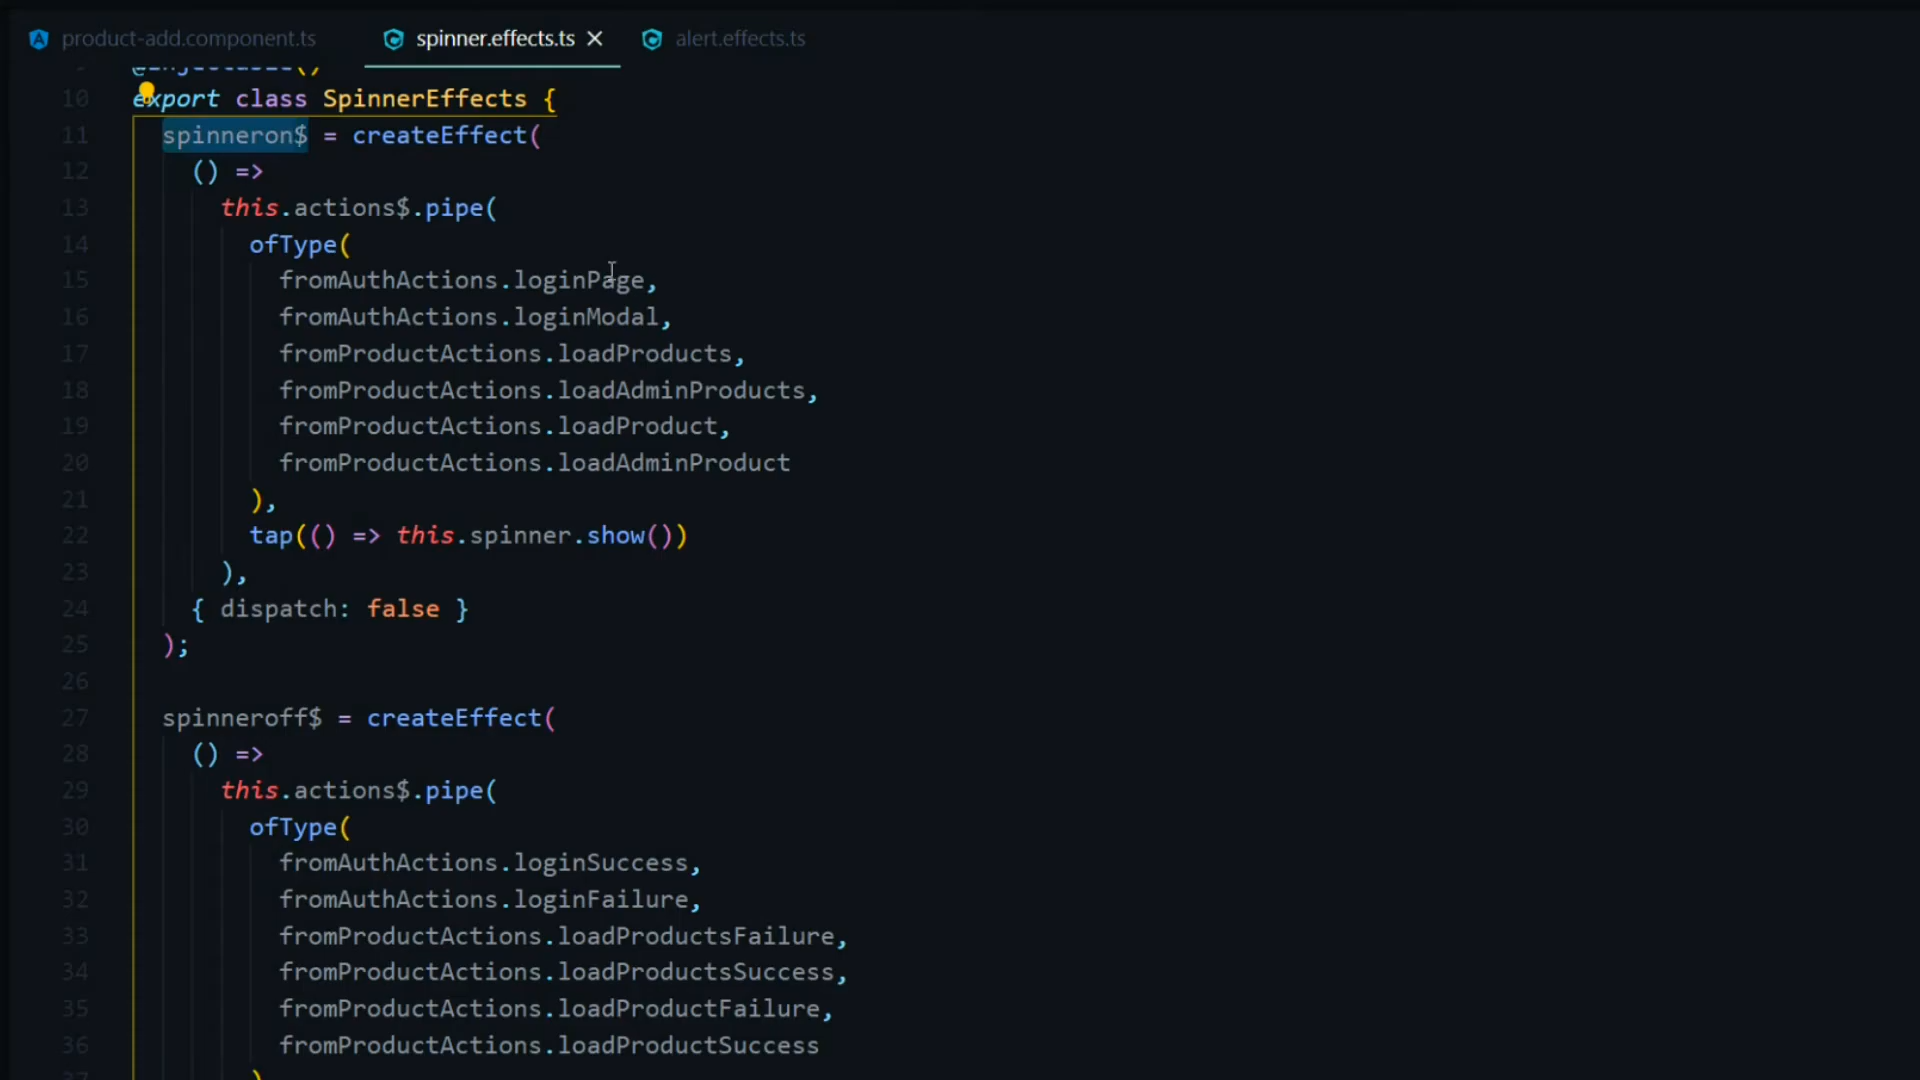 product-add.component.ts spinner.effects.ts alert.effects.ts
10 export class SpinnerEffects {
11 spinneron$ = createEffect(
12 () =>
13 this.actions$.pipe(
14 ofType(
15 fromAuthActions.loginPage,
16 fromAuthActions.loginModal,
17 fromProductActions.loadProducts,
18 fromProductActions.loadAdminProducts,
19 fromProductActions.loadProduct,
20 fromProductActions.loadAdminProduct
21 ),
22 tap(() => this.spinner.show())
23 ),
24 { dispatch: false }
25 );
26
27 spinneroff$ = createEffect(
28 () =>
29 this.actions$.pipe(
30 ofType(
31 fromAuthActions.loginSuccess,
32 fromAuthActions.loginFailure,
33 fromProductActions.loadProductsFailure,
34 fromProductActions.loadProductsSuccess,
35 fromProductActions.loadProductFailure,
36 fromProductActions.loadProductSuccess